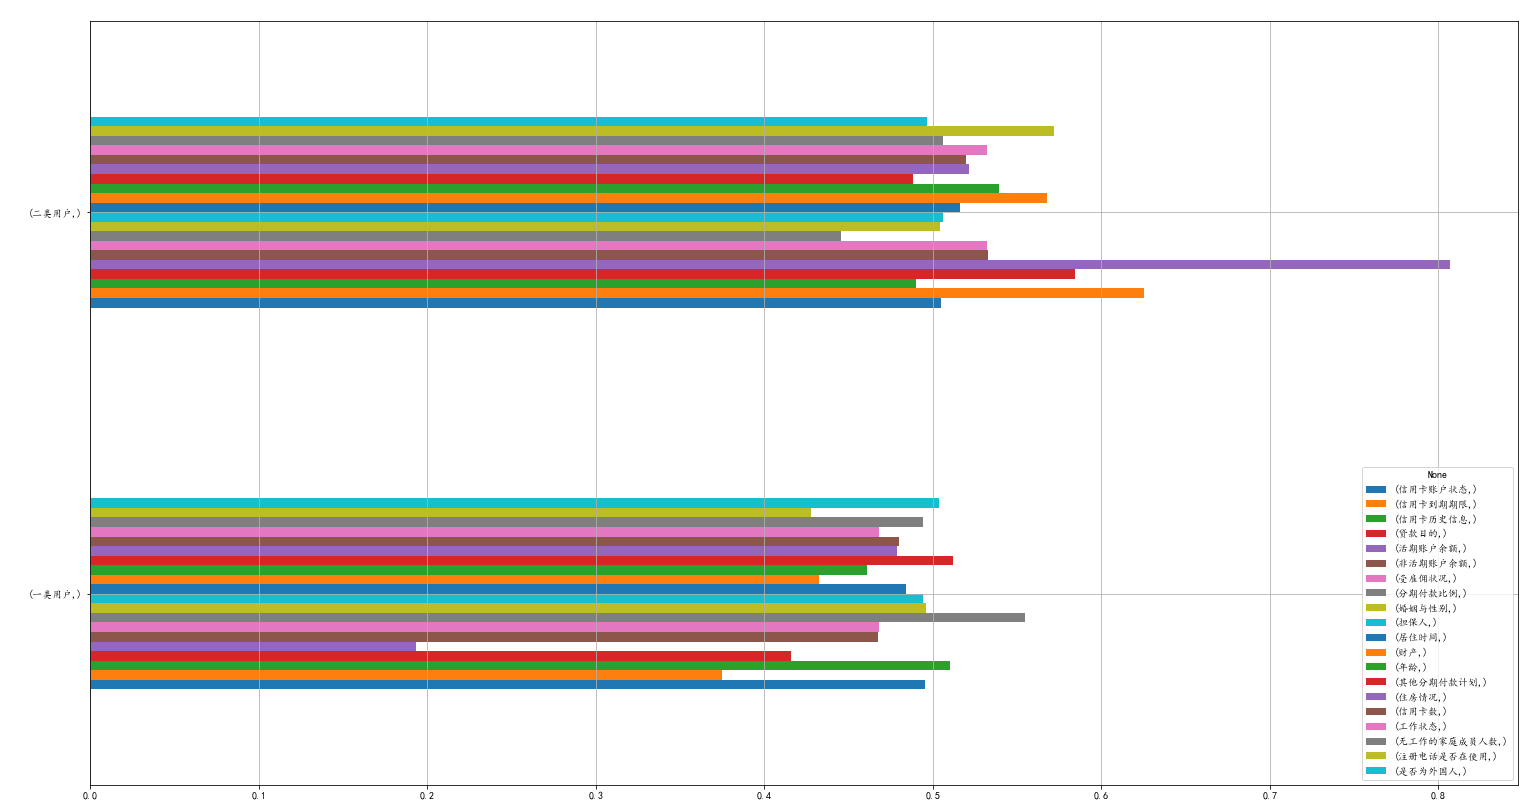 (二类用户,)
(一类用户,)
None
(信用卡账户状态,)
(信用卡到期期限,)
(信用卡历史信息,)
(贷款目的,)
(活期账户余额,)
(非活期账户余额,)
(受雇佣状况,)
(分期付款比例,)
(婚姻与性别,)
(担保人,)
(居住时间,)
(财产,)
(年龄,)
(其他分期付款计划,)
(住房情况,)
(信用卡数,)
(工作状态,)
(无工作的家庭成员人数,)
(注册电话是否在使用,)
(是否为外国人,)
0.0 0.1 0.2 0.3 0.4 0.5 0.6 0.7 0.8